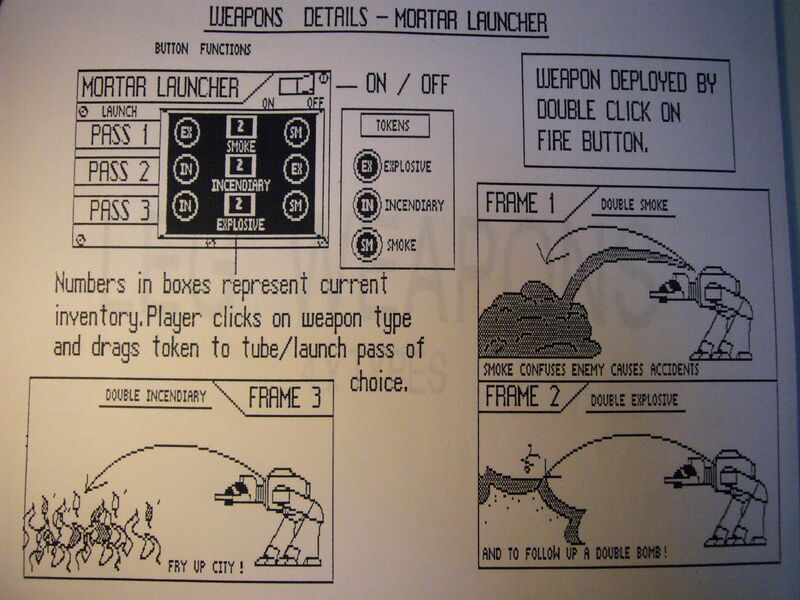 WEAPONS DETAILS - MORTAR LAUNCHER
BUTTON FUNCTIONS
MORTAR LAUNCHER
ON OFF
LAUNCH
PASS 1
PASS 2
PASS 3
EX 2 SM
SMOKE
IN 2 EX
INCENDIARY
IN 2 SM
EXPLOSIVE
— ON / OFF
TOKENS
EX EXPLOSIVE
IN INCENDIARY
SM SMOKE
WEAPON DEPLOYED BY
DOUBLE CLICK ON
FIRE BUTTON.
Numbers in boxes represent current
inventory.Player clicks on weapon type
and drags token to tube/launch pass of
choice.
FRAME 1
DOUBLE SMOKE
SMOKE CONFUSES ENEMY CAUSES ACCIDENTS
FRAME 2
DOUBLE EXPLOSIVE
AND TO FOLLOW UP A DOUBLE BOMB!
DOUBLE INCENDIARY
FRAME 3
FRY UP CITY!
LEG WEAPONS